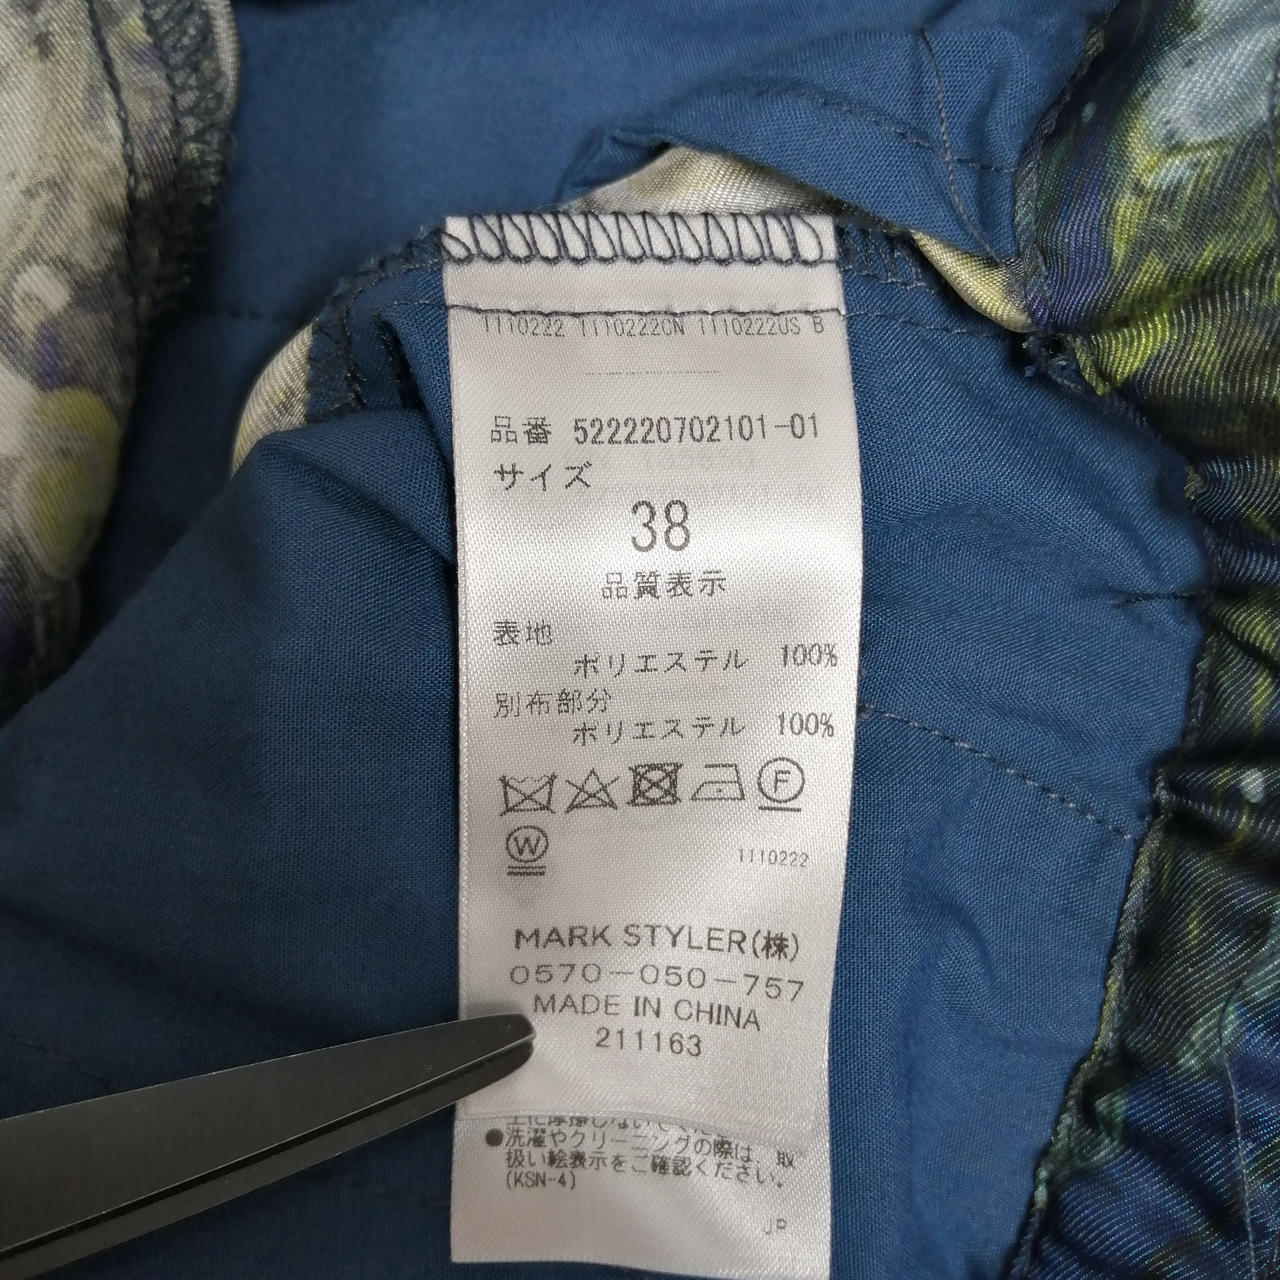 1110222 1110222CN 1110222US B
品番 522220702101-01
サイズ
38
品質表示
表地
ポリエステル 100%
別布部分
ポリエステル 100%
F
W
1110222
MARK STYLER(株)
0570-050-757
MADE IN CHINA
211163
●洗濯やクリーニングの際は、取
扱い絵表示をご確認ください。
(KSN-4)
JP